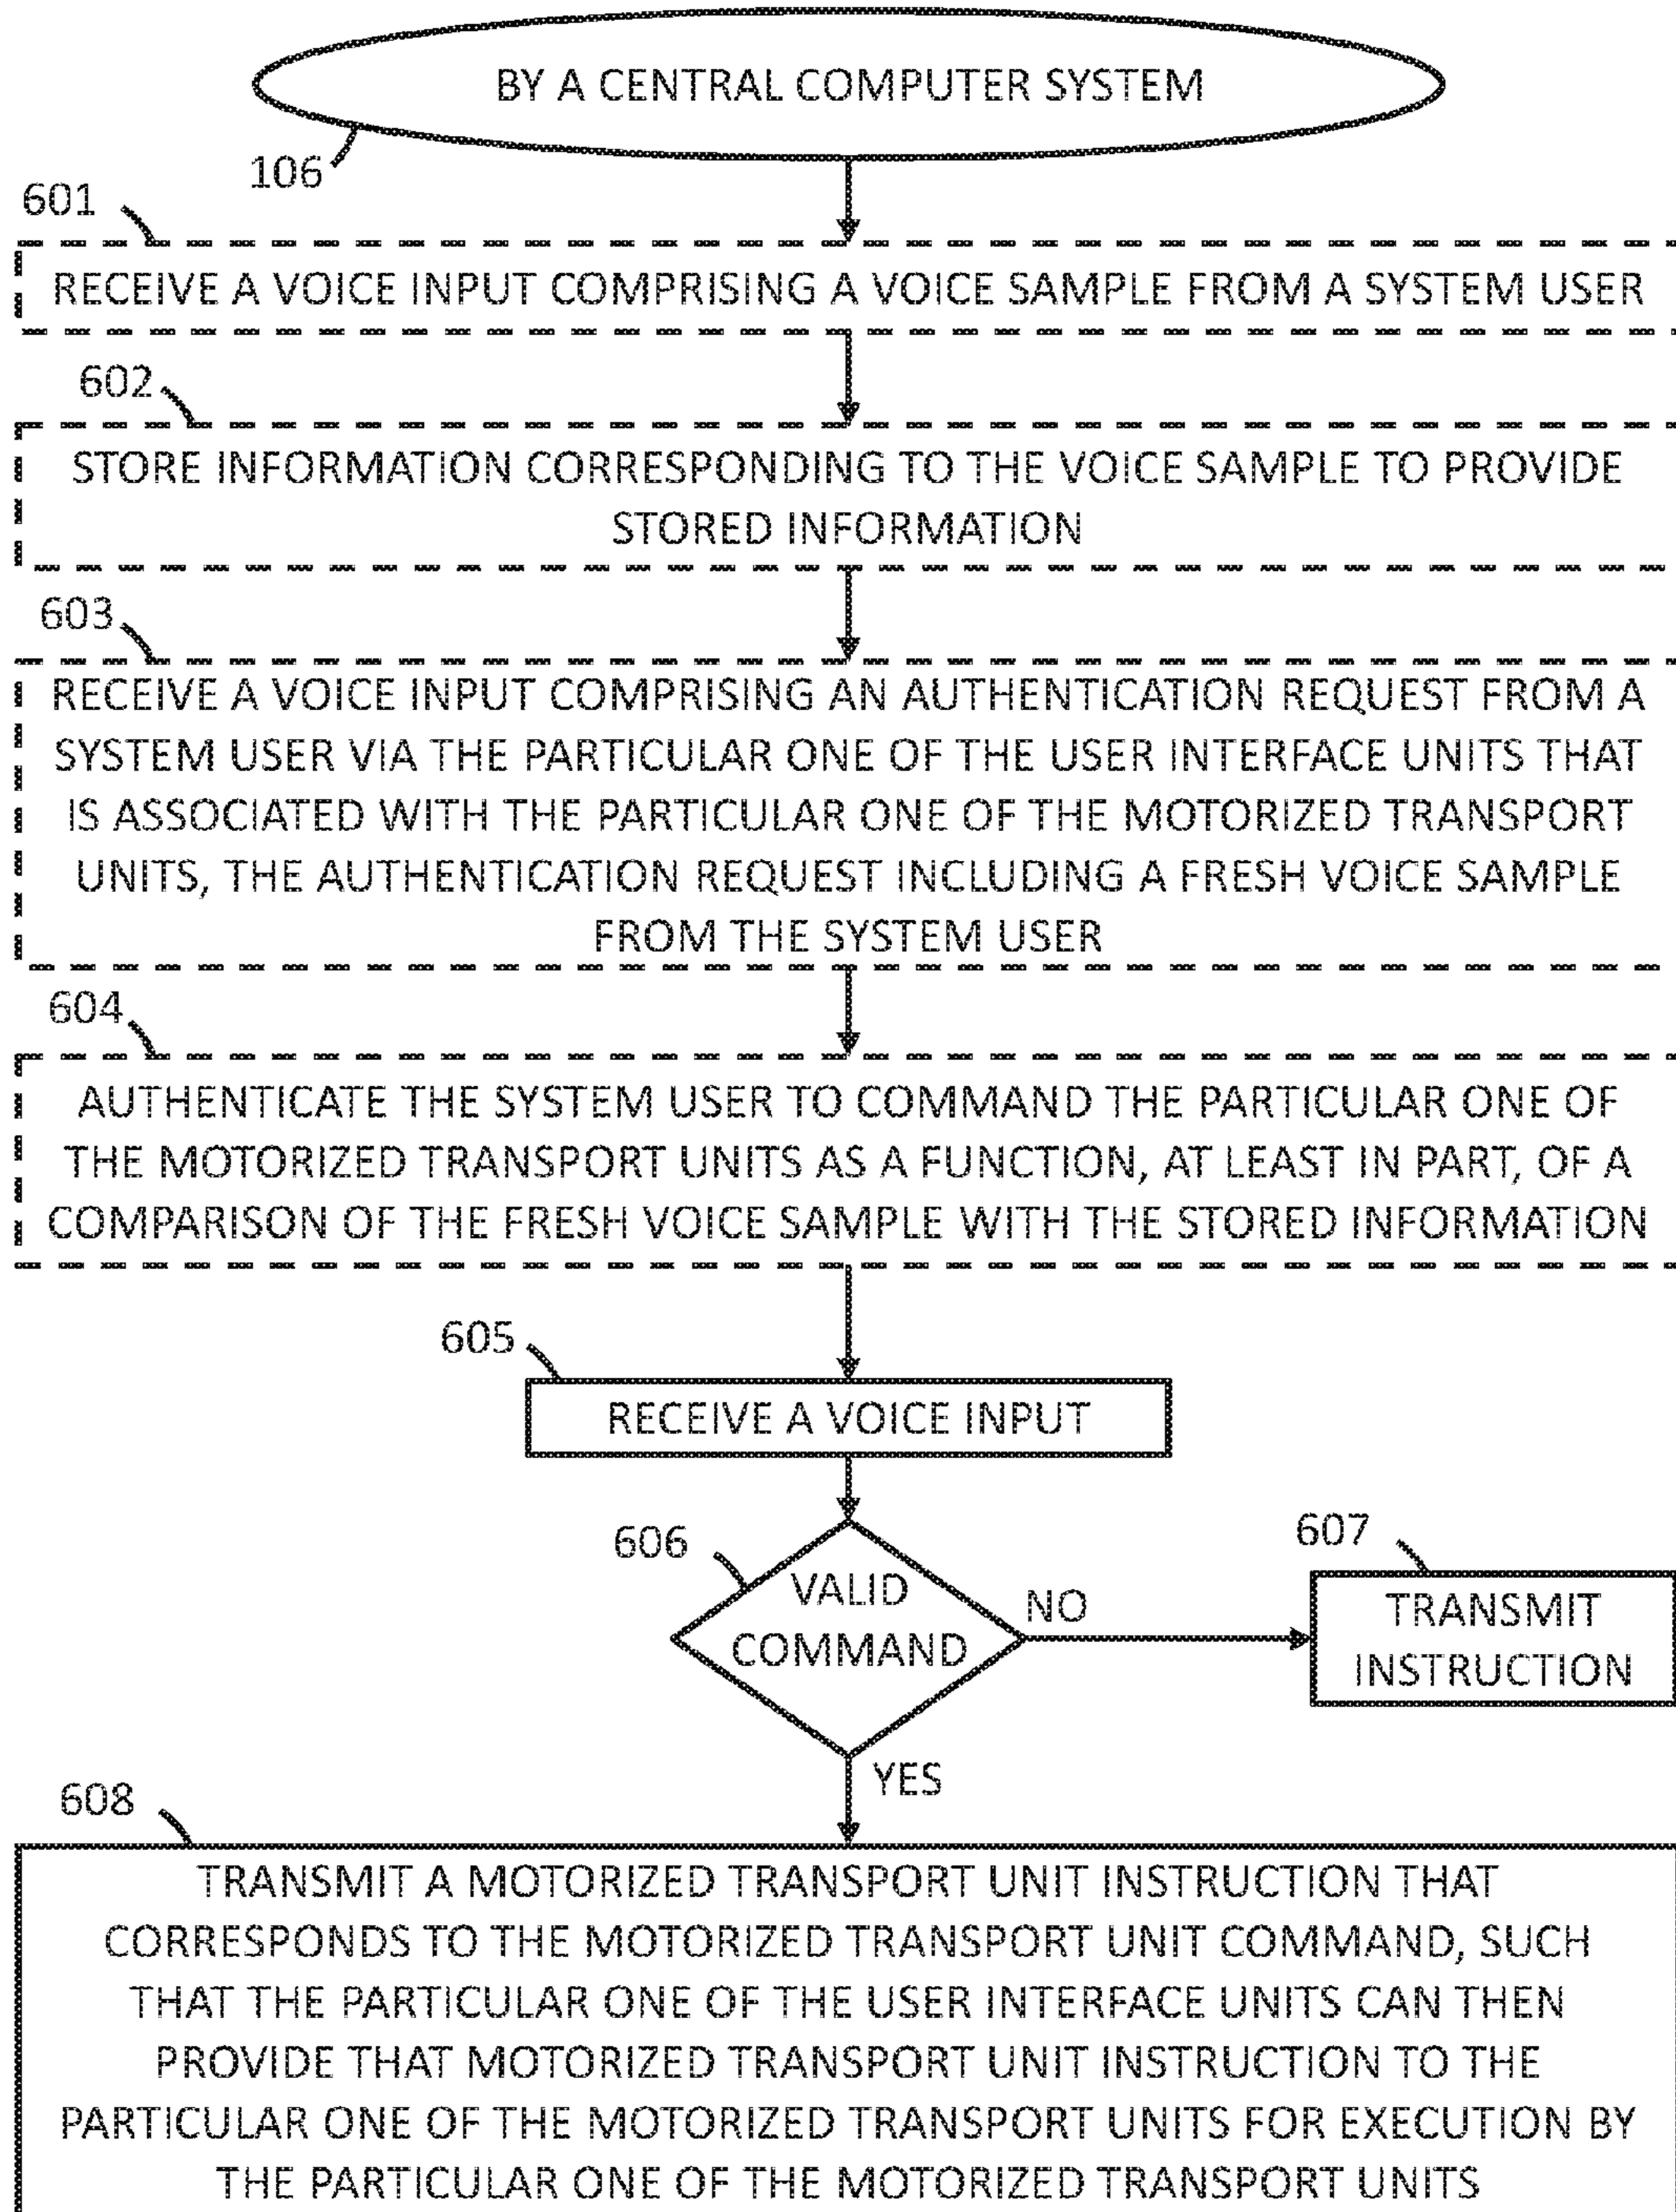 BY A CENTRAL COMPUTER SYSTEM
106
601
RECEIVE A VOICE INPUT COMPRISING A VOICE SAMPLE FROM A SYSTEM USER
602
STORE INFORMATION CORRESPONDING TO THE VOICE SAMPLE TO PROVIDE
STORED INFORMATION
603
RECEIVE A VOICE INPUT COMPRISING AN AUTHENTICATION REQUEST FROM A
SYSTEM USER VIA THE PARTICULAR ONE OF THE USER INTERFACE UNITS THAT
IS ASSOCIATED WITH THE PARTICULAR ONE OF THE MOTORIZED TRANSPORT
UNITS, THE AUTHENTICATION REQUEST INCLUDING A FRESH VOICE SAMPLE
FROM THE SYSTEM USER
604
AUTHENTICATE THE SYSTEM USER TO COMMAND THE PARTICULAR ONE OF
THE MOTORIZED TRANSPORT UNITS AS A FUNCTION, AT LEAST IN PART, OF A
COMPARISON OF THE FRESH VOICE SAMPLE WITH THE STORED INFORMATION
605
RECEIVE A VOICE INPUT
606
VALID
COMMAND
NO
607
TRANSMIT
INSTRUCTION
YES
608
TRANSMIT A MOTORIZED TRANSPORT UNIT INSTRUCTION THAT
CORRESPONDS TO THE MOTORIZED TRANSPORT UNIT COMMAND, SUCH
THAT THE PARTICULAR ONE OF THE USER INTERFACE UNITS CAN THEN
PROVIDE THAT MOTORIZED TRANSPORT UNIT INSTRUCTION TO THE
PARTICULAR ONE OF THE MOTORIZED TRANSPORT UNITS FOR EXECUTION BY
THE PARTICULAR ONE OF THE MOTORIZED TRANSPORT UNITS